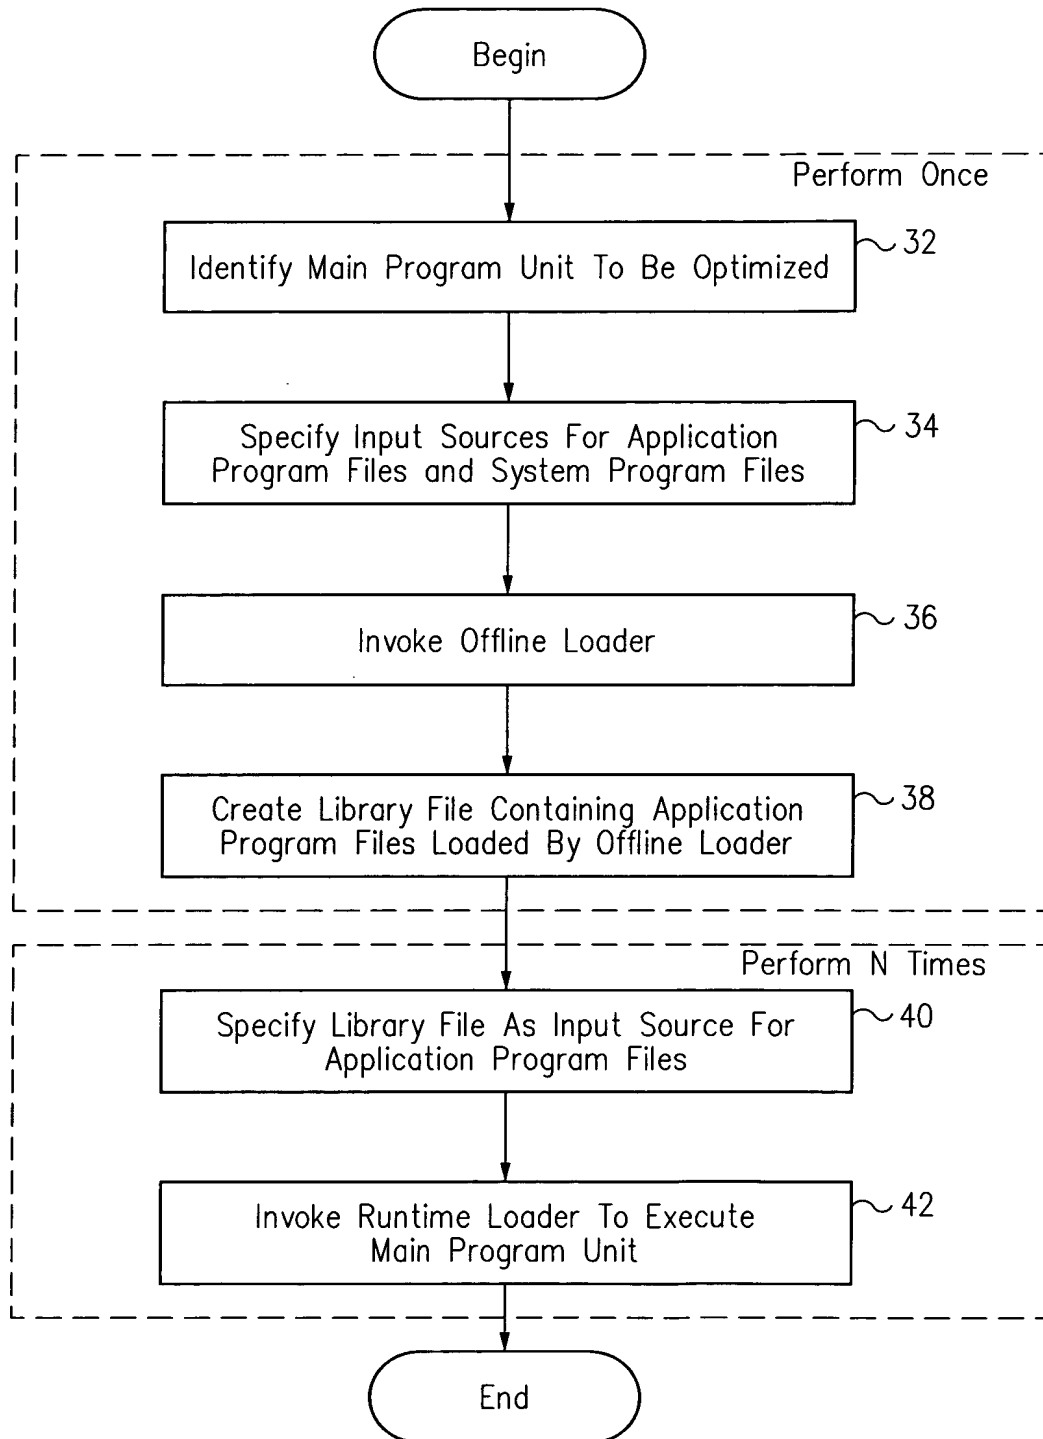 Begin
Perform Once
Identify Main Program Unit To Be Optimized
32
Specify Input Sources For Application
Program Files and System Program Files
34
Invoke Offline Loader
36
Create Library File Containing Application
Program Files Loaded By Offline Loader
38
Perform N Times
Specify Library File As Input Source For
Application Program Files
40
Invoke Runtime Loader To Execute
Main Program Unit
42
End